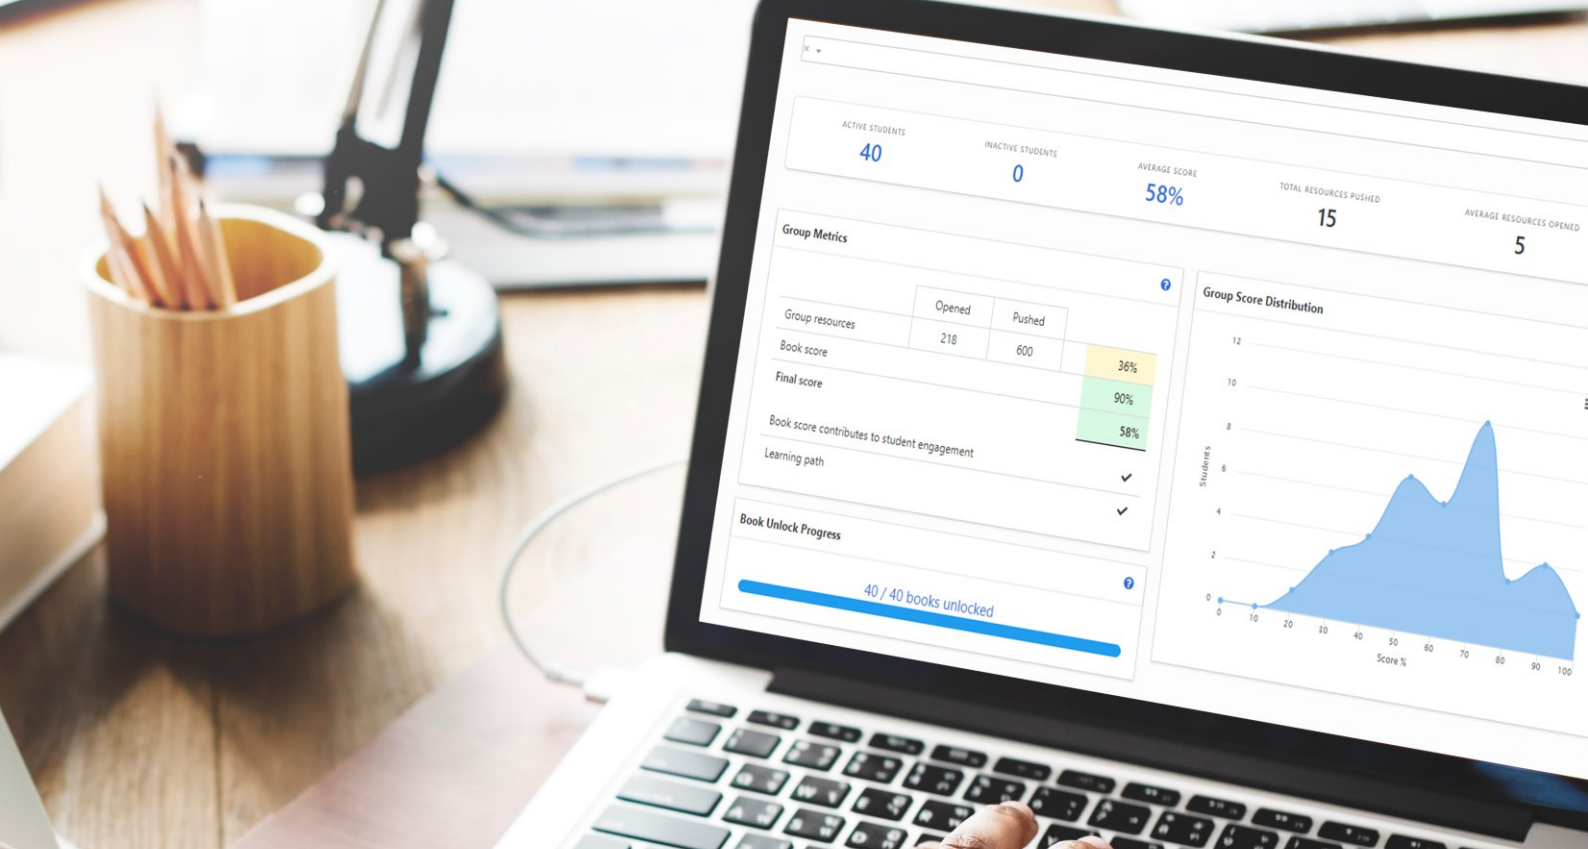 ACTIVE STUDENTS
40
INACTIVE STUDENTS
0
AVERAGE SCORE
58%
TOTAL RESOURCES PUSHED
15
AVERAGE RESOURCES OPENED
5
Group Metrics
Opened Pushed
Group resources 218 600 36%
Book score 90%
Final score 58%
Book score contributes to student engagement ✓
Learning path ✓
Book Unlock Progress
40 / 40 books unlocked
Group Score Distribution
12
10
8
6
4
2
0
Students
0 10 20 30 40 50 60 70 80 90 100
Score %
Q W E R
A S D